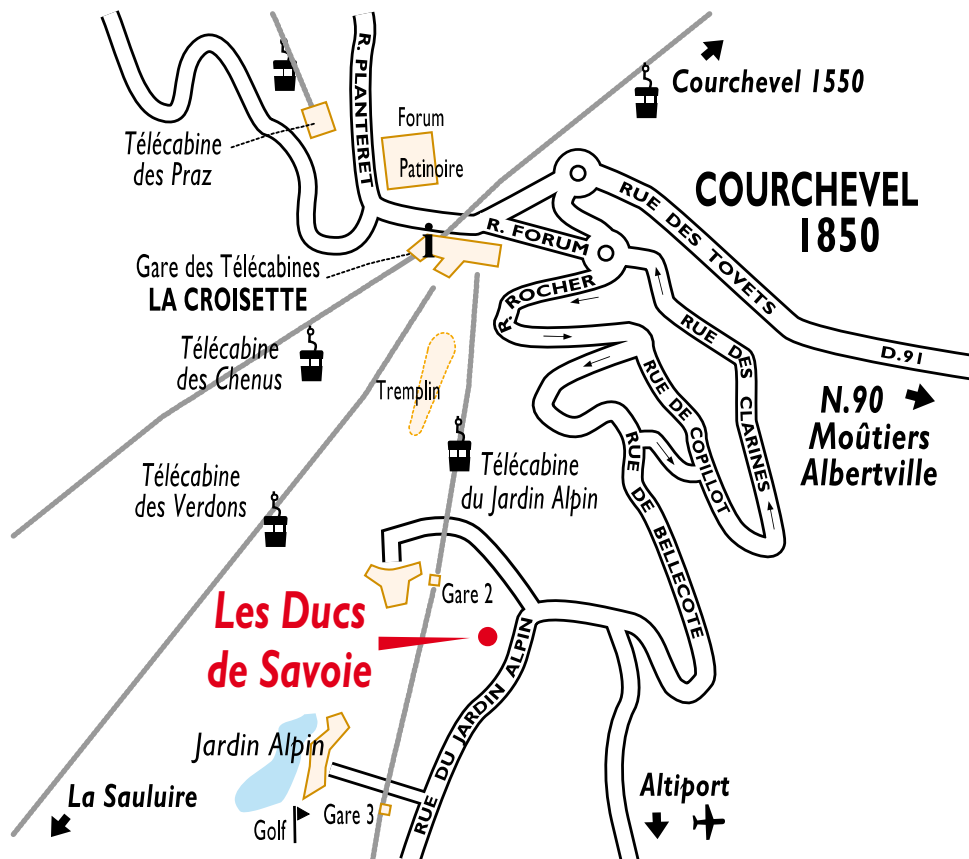 R. PLANTERET
Courchevel 1550
Forum
Patinoire
Télécabine
des Praz
COURCHEVEL
1850
RUE DES TOVETS
R. FORUM
Gare des Télécabines
LA CROISETTE
R. ROCHER
RUE DES CLARINES
D.91
Télécabine
des Chenus
Tremplin
RUE DE COPILLOT
N.90
Moûtiers
Albertville
Télécabine
des Verdons
Télécabine
du Jardin Alpin
RUE DE BELLECOTE
Gare 2
Les Ducs
de Savoie
RUE DU JARDIN ALPIN
Jardin Alpin
La Sauluire
Golf
Gare 3
Altiport
i